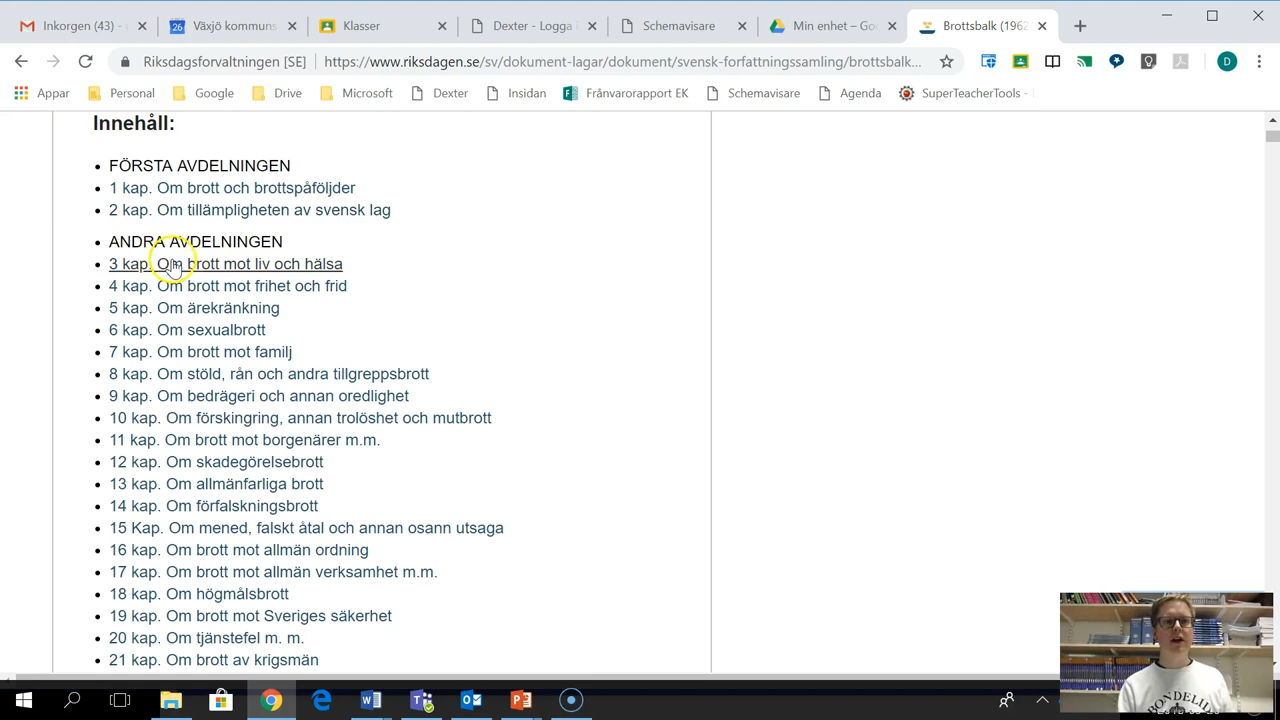 Inkorgen (43) -
26 Växjö kommuns
Klasser
Dexter - Logga
Schemavisare
Min enhet – Goo
Brottsbalk (1962
Riksdagsforvaltningen [SE]
https://www.riksdagen.se/sv/dokument-lagar/dokument/svensk-forfattningssamling/brottsbalk...
D
Appar
Personal
Google
Drive
Microsoft
Dexter
Insidan
Frånvarorapport EK
Schemavisare
Agenda
SuperTeacherTools -
Innehåll:
FÖRSTA AVDELNINGEN
1 kap. Om brott och brottspåföljder
2 kap. Om tillämpligheten av svensk lag
ANDRA AVDELNINGEN
3 kap. Om brott mot liv och hälsa
4 kap. Om brott mot frihet och frid
5 kap. Om ärekränkning
6 kap. Om sexualbrott
7 kap. Om brott mot familj
8 kap. Om stöld, rån och andra tillgreppsbrott
9 kap. Om bedrägeri och annan oredlighet
10 kap. Om förskingring, annan trolöshet och mutbrott
11 kap. Om brott mot borgenärer m.m.
12 kap. Om skadegörelsebrott
13 kap. Om allmänfarliga brott
14 kap. Om förfalskningsbrott
15 Kap. Om mened, falskt åtal och annan osann utsaga
16 kap. Om brott mot allmän ordning
17 kap. Om brott mot allmän verksamhet m.m.
18 kap. Om högmålsbrott
19 kap. Om brott mot Sveriges säkerhet
20 kap. Om tjänstefel m. m.
21 kap. Om brott av krigsmän